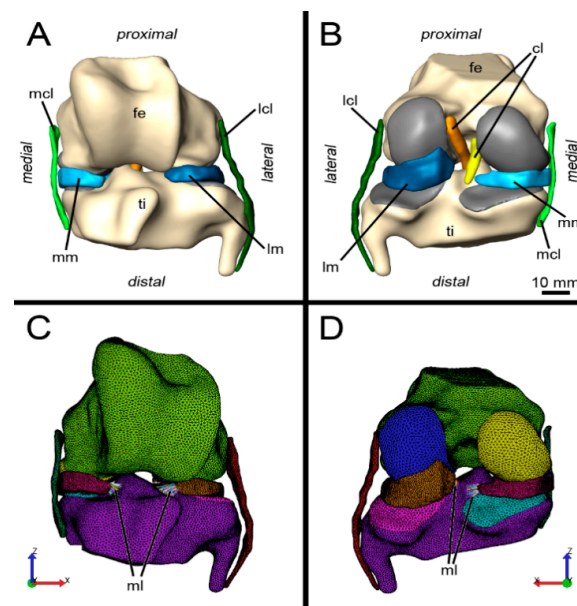 A
proximal
mcl
fe
lcl
medial
lateral
ti
mm
lm
distal
B
proximal
cl
fe
lcl
lateral
medial
ti
lm
mm
mcl
distal
10 mm
C
ml
z
x
D
ml
z
x